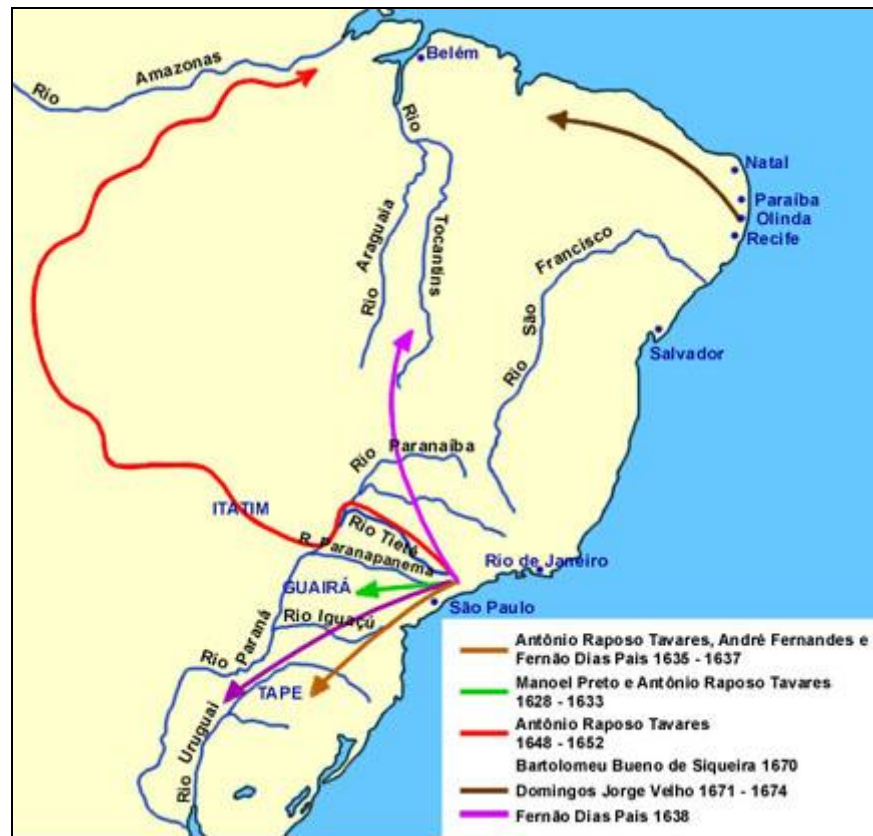 Rio
Amazonas
Belém
Rio
Natal
Paraíba
Olinda
Recife
Araguaia
Rio
Tocantins
Francisco
São
Rio
Salvador
Rio
Paranaíba
ITATIM
Rio Tietê
R. Paranapanema
Rio de Janeiro
GUAIRÁ
São Paulo
Rio Iguaçú
Rio
Paraná
TAPE
Rio Uruguai
Antônio Raposo Tavares, André Fernandes e
Fernão Dias Pais 1635 - 1637
Manoel Preto e Antônio Raposo Tavares
1628 - 1633
Antônio Raposo Tavares
1648 - 1652
Bartolomeu Bueno de Siqueira 1670
Domingos Jorge Velho 1671 - 1674
Fernão Dias Pais 1638